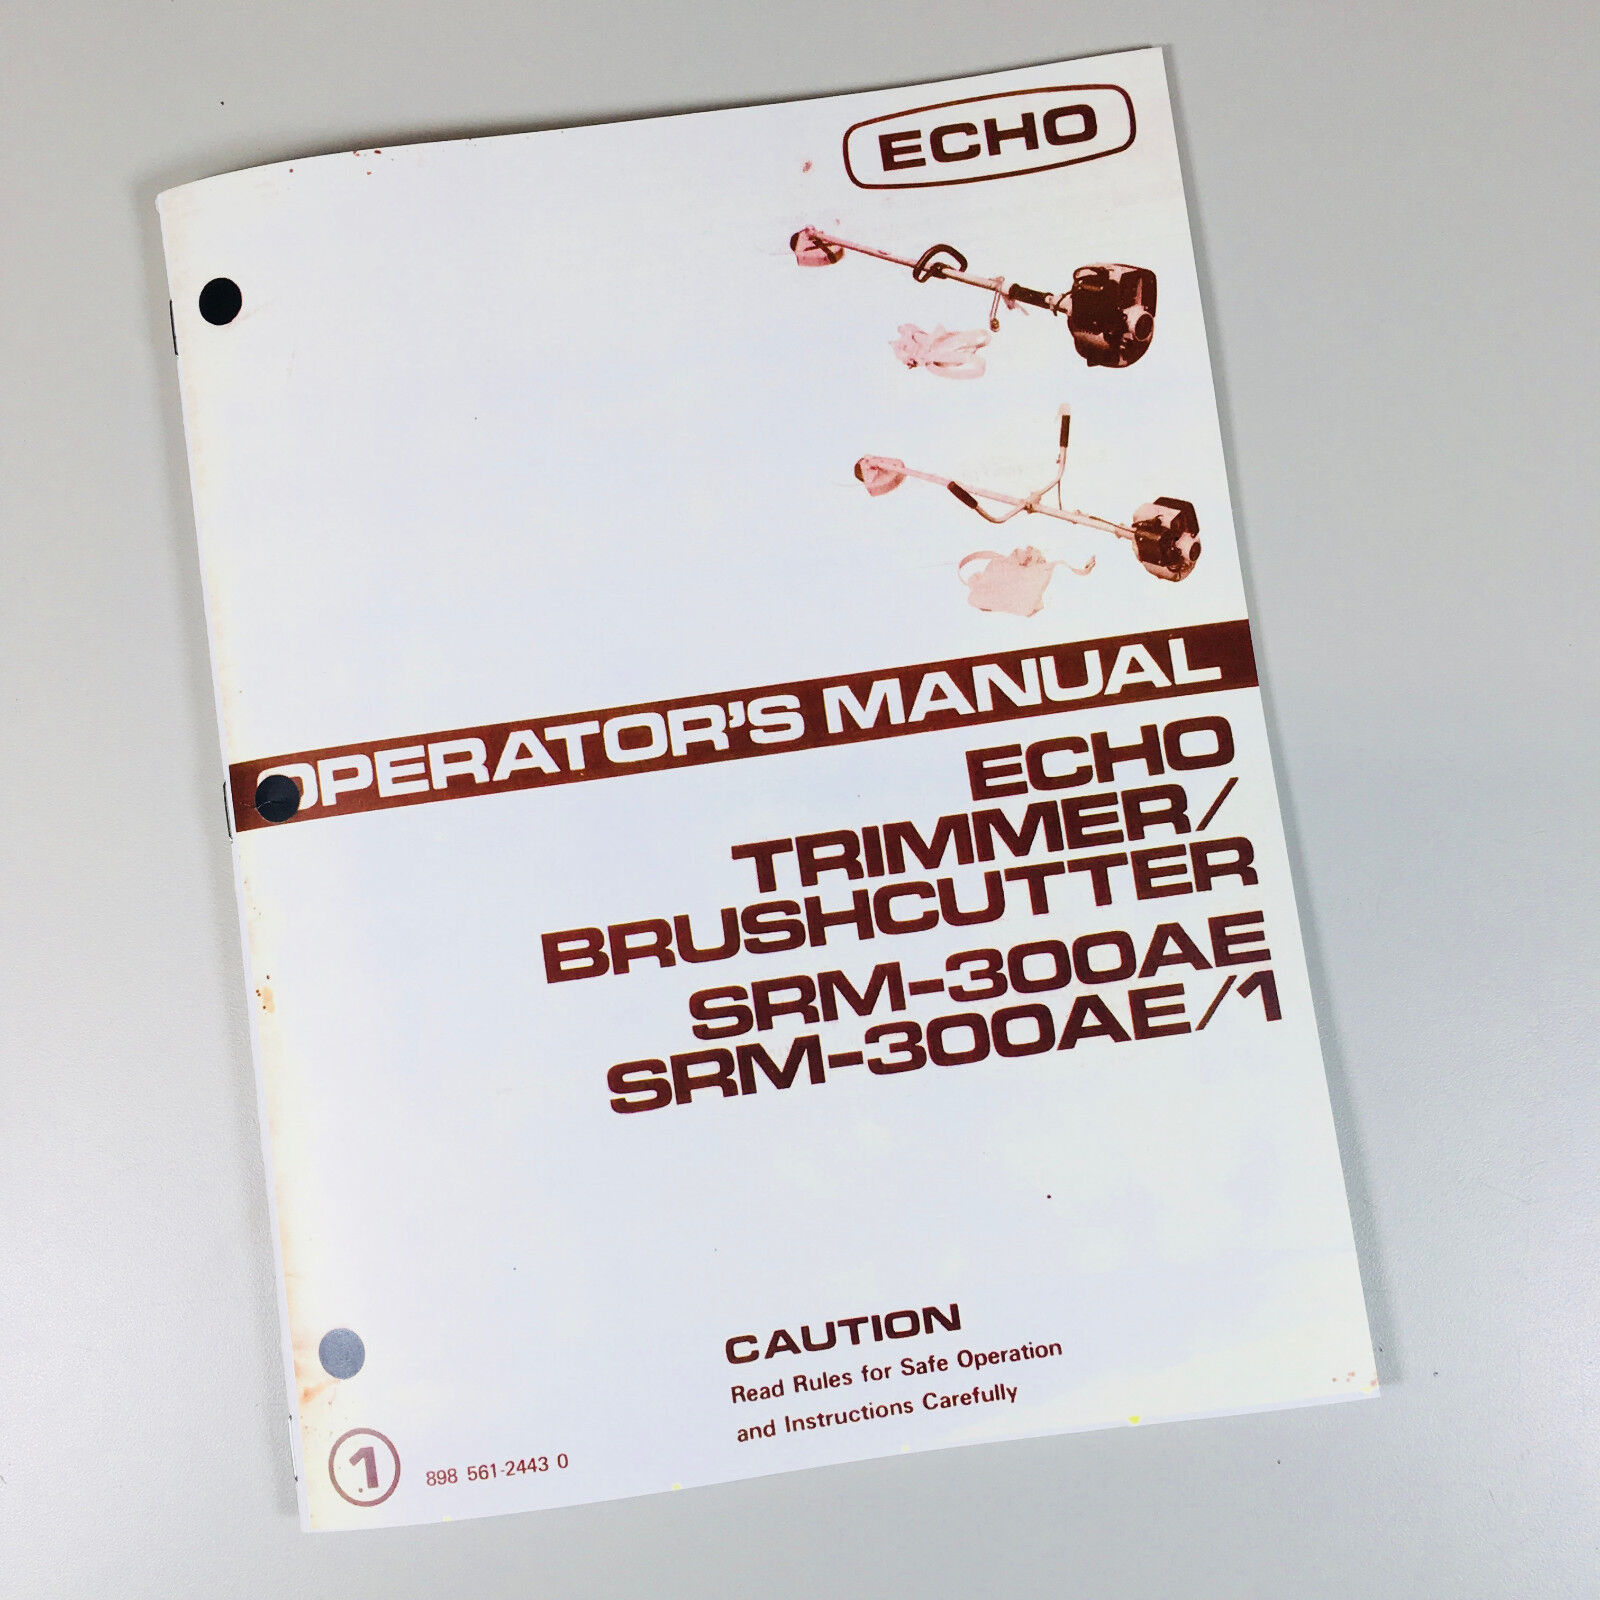 ECHO
OPERATOR'S MANUAL
ECHO
TRIMMER/
BRUSHCUTTER
SRM-300AE
SRM-300AE/1
CAUTION
Read Rules for Safe Operation
and Instructions Carefully
1
898 561-2443 0